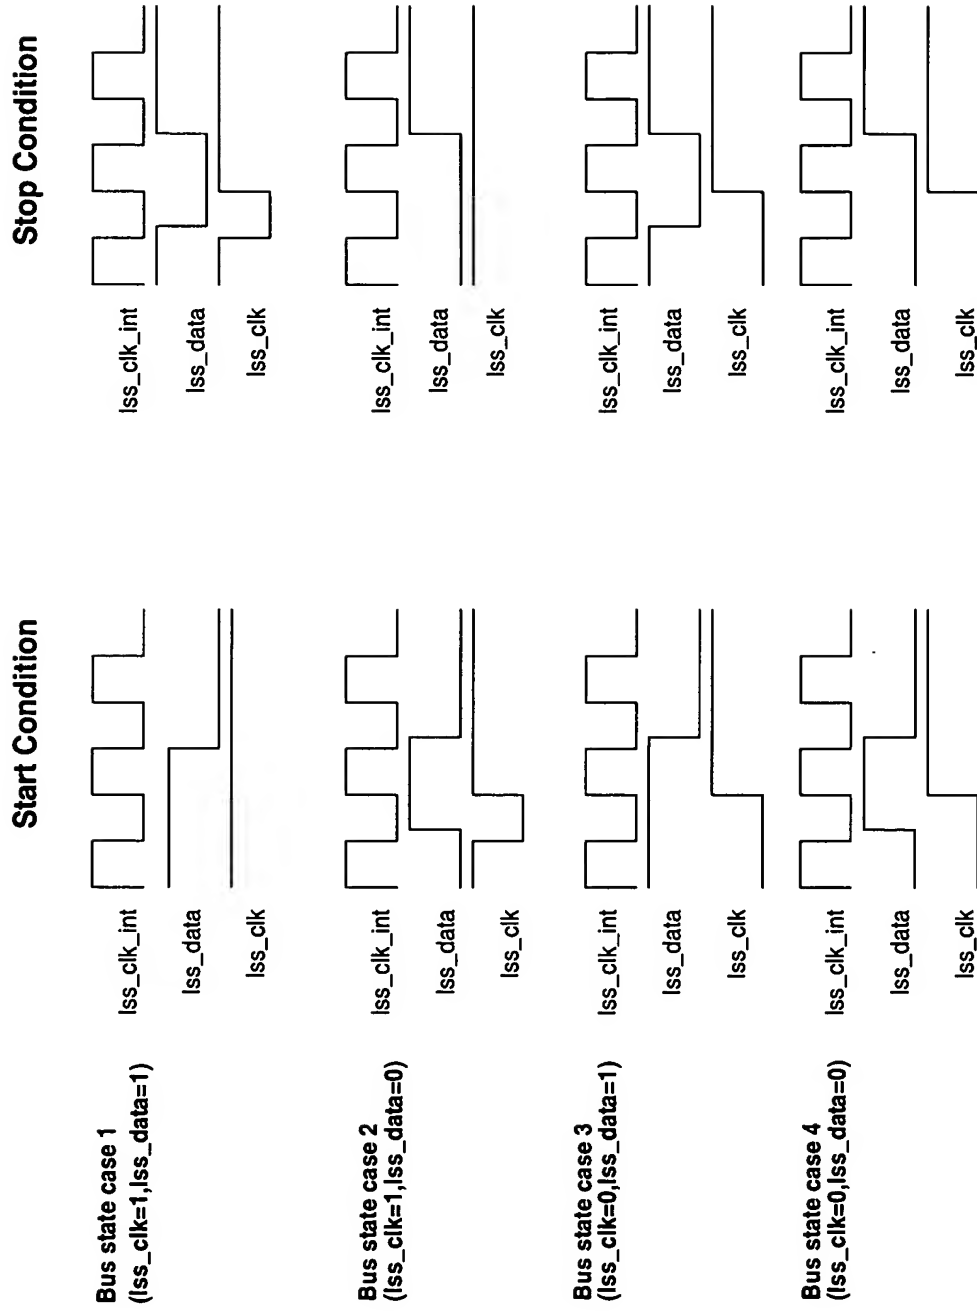 Start Condition
Stop Condition
Bus state case 1
(lss_clk=1,lss_data=1)
lss_clk_int
lss_data
lss_clk
lss_clk_int
lss_data
lss_clk
Bus state case 2
(lss_clk=1,lss_data=0)
lss_clk_int
lss_data
lss_clk
lss_clk_int
lss_data
lss_clk
Bus state case 3
(lss_clk=0,lss_data=1)
lss_clk_int
lss_data
lss_clk
lss_clk_int
lss_data
lss_clk
Bus state case 4
(lss_clk=0,lss_data=0)
lss_clk_int
lss_data
lss_clk
lss_clk_int
lss_data
lss_clk